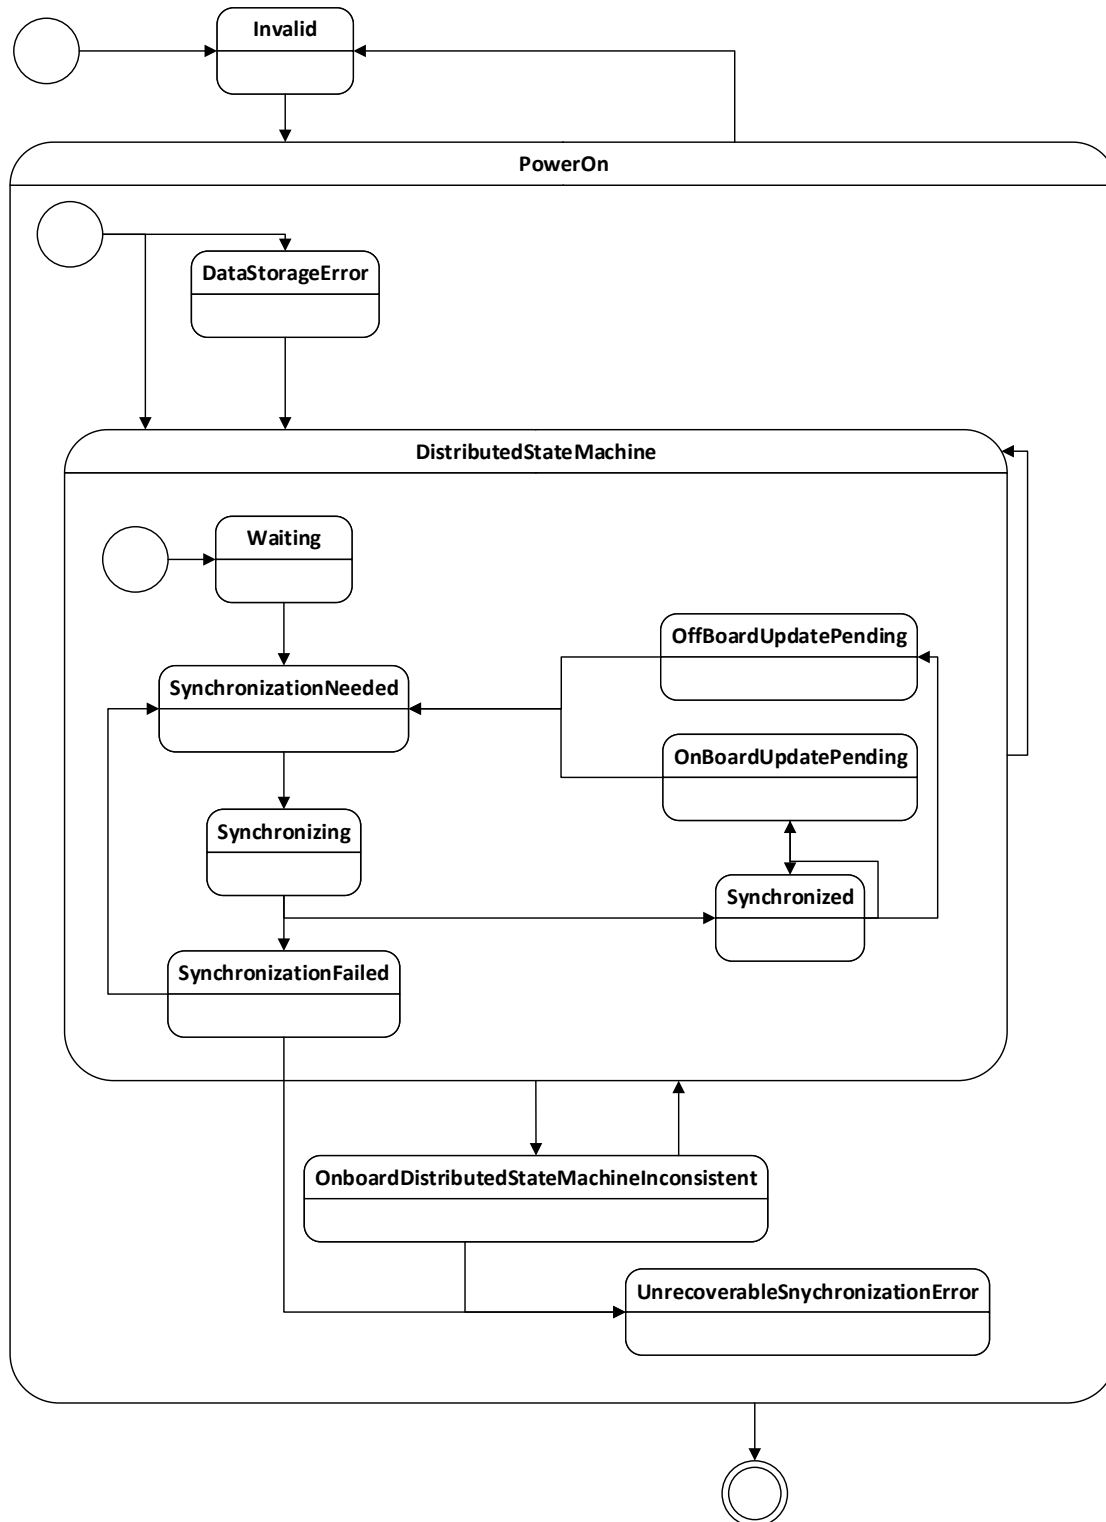 Invalid
PowerOn
DataStorageError
DistributedStateMachine
Waiting
OffBoardUpdatePending
SynchronizationNeeded
OnBoardUpdatePending
Synchronizing
Synchronized
SynchronizationFailed
OnboardDistributedStateMachineInconsistent
UnrecoverableSnychronizationError